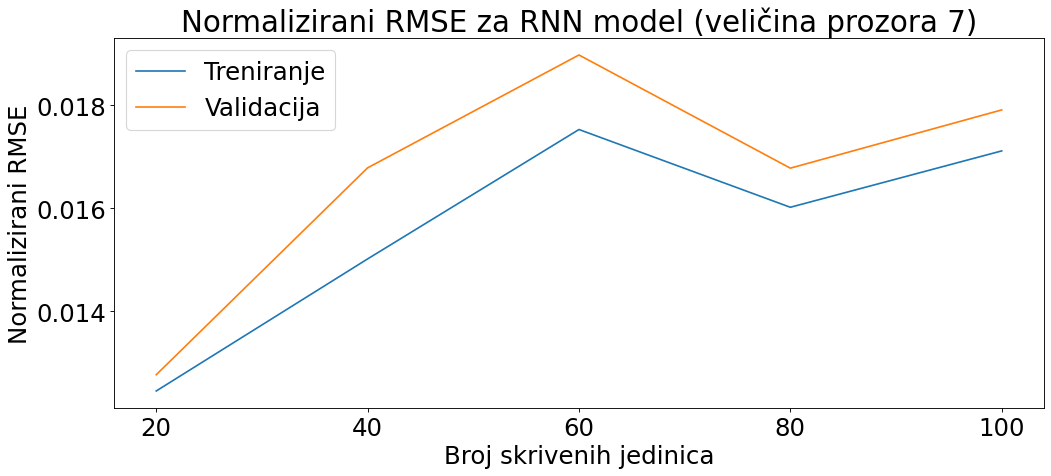 Normalizirani RMSE za RNN model (veličina prozora 7)
Treniranje
Validacija
Normalizirani RMSE
0.018
0.016
0.014
20 40 60 80 100
Broj skrivenih jedinica